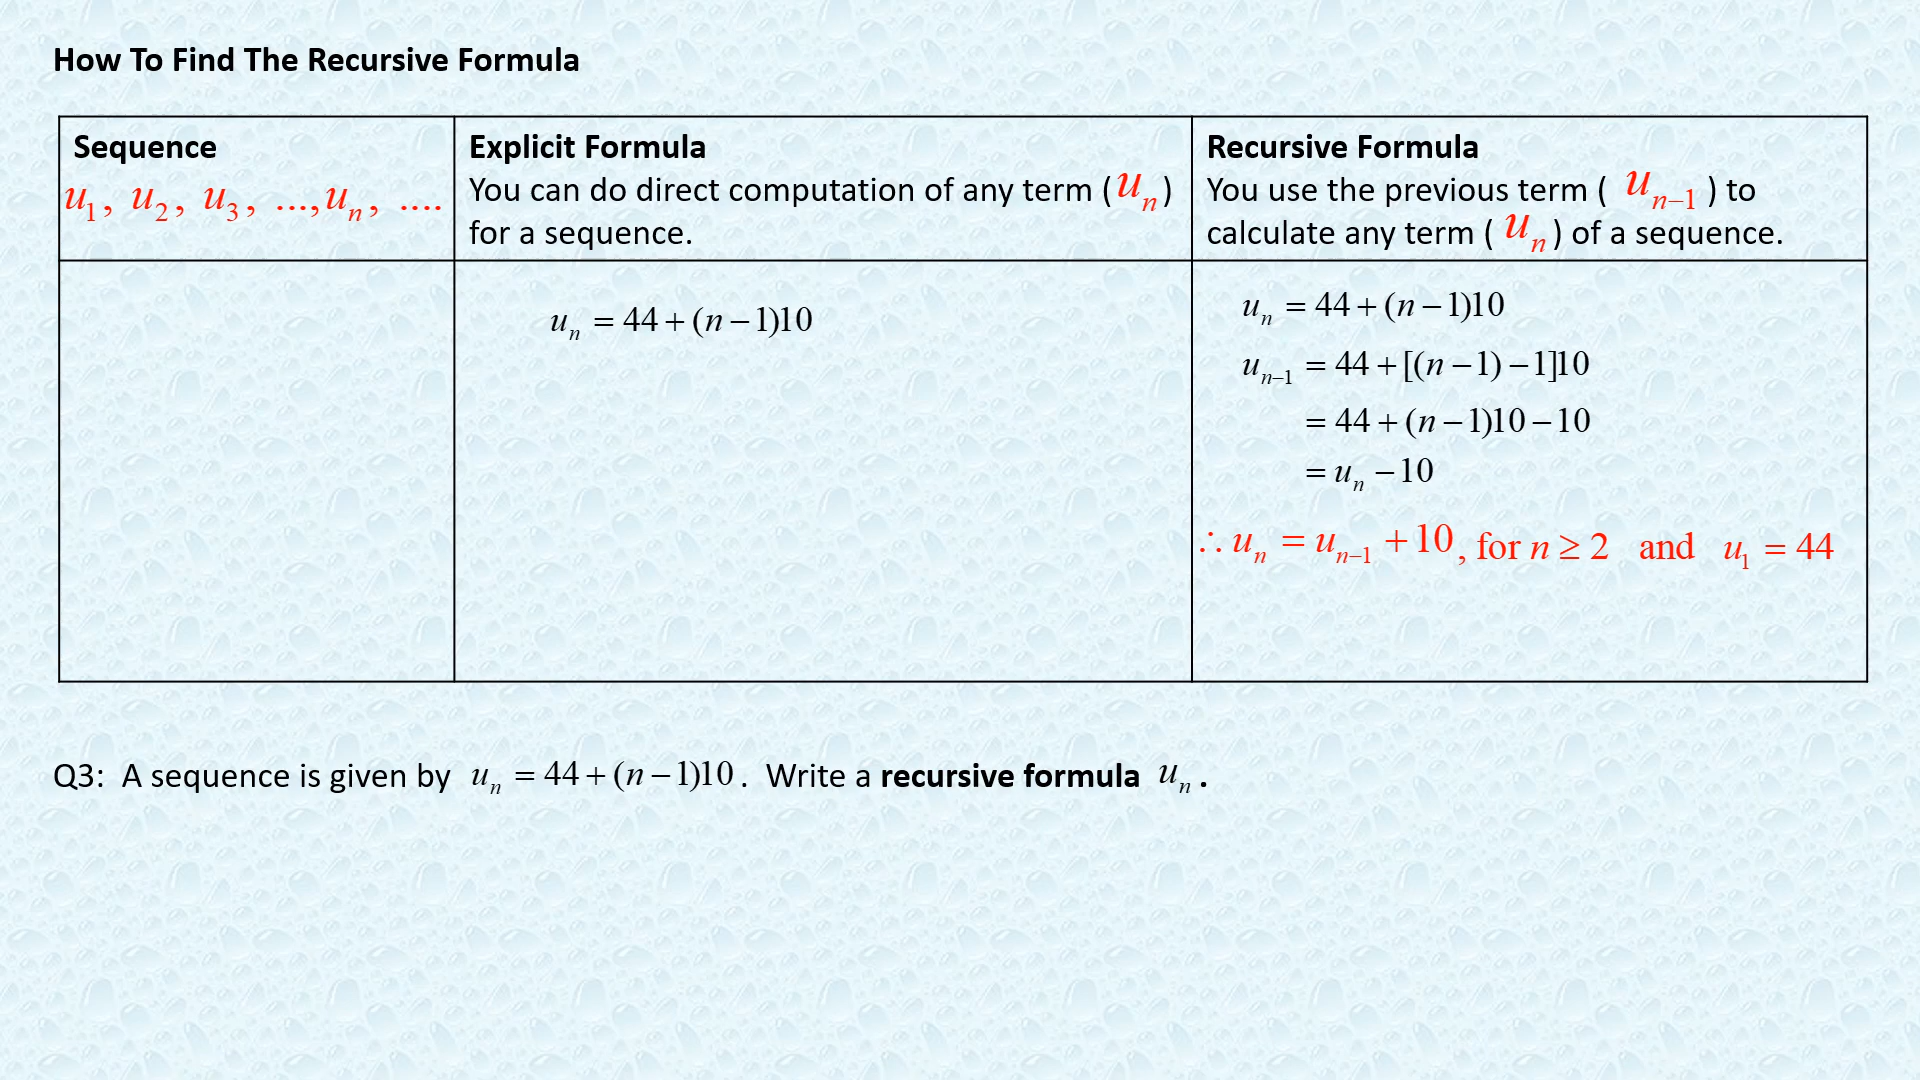 How To Find The Recursive Formula
Sequence
u₁, u₂, u₃, ...,uₙ, ....
Explicit Formula
You can do direct computation of any term (uₙ)
for a sequence.
Recursive Formula
You use the previous term ( uₙ₋₁ ) to
calculate any term ( uₙ ) of a sequence.
uₙ = 44 + (n − 1)10
uₙ = 44 + (n − 1)10
uₙ₋₁ = 44 + [(n − 1) − 1]10
= 44 + (n − 1)10 − 10
= uₙ − 10
∴ uₙ = uₙ₋₁ + 10, for n ≥ 2 and u₁ = 44
Q3: A sequence is given by uₙ = 44 + (n − 1)10. Write a recursive formula uₙ.